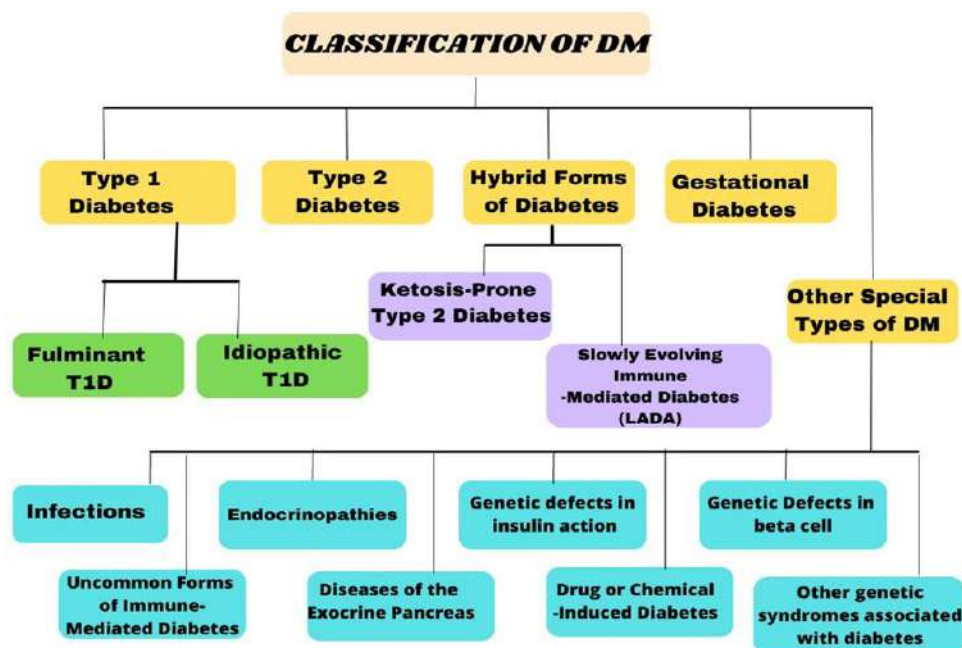 CLASSIFICATION OF DM
Type 1
Diabetes
Type 2
Diabetes
Hybrid Forms
of Diabetes
Gestational
Diabetes
Other Special
Types of DM
Ketosis-Prone
Type 2 Diabetes
Slowly Evolving
Immune
-Mediated Diabetes
(LADA)
Fulminant
T1D
Idiopathic
T1D
Infections
Endocrinopathies
Genetic defects in
insulin action
Genetic Defects in
beta cell
Uncommon Forms
of Immune-
Mediated Diabetes
Diseases of the
Exocrine Pancreas
Drug or Chemical
-Induced Diabetes
Other genetic
syndromes associated
with diabetes